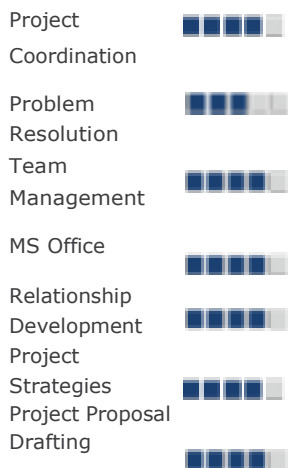 Project
Coordination
Problem
Resolution
Team
Management
MS Office
Relationship
Development
Project
Strategies
Project Proposal
Drafting